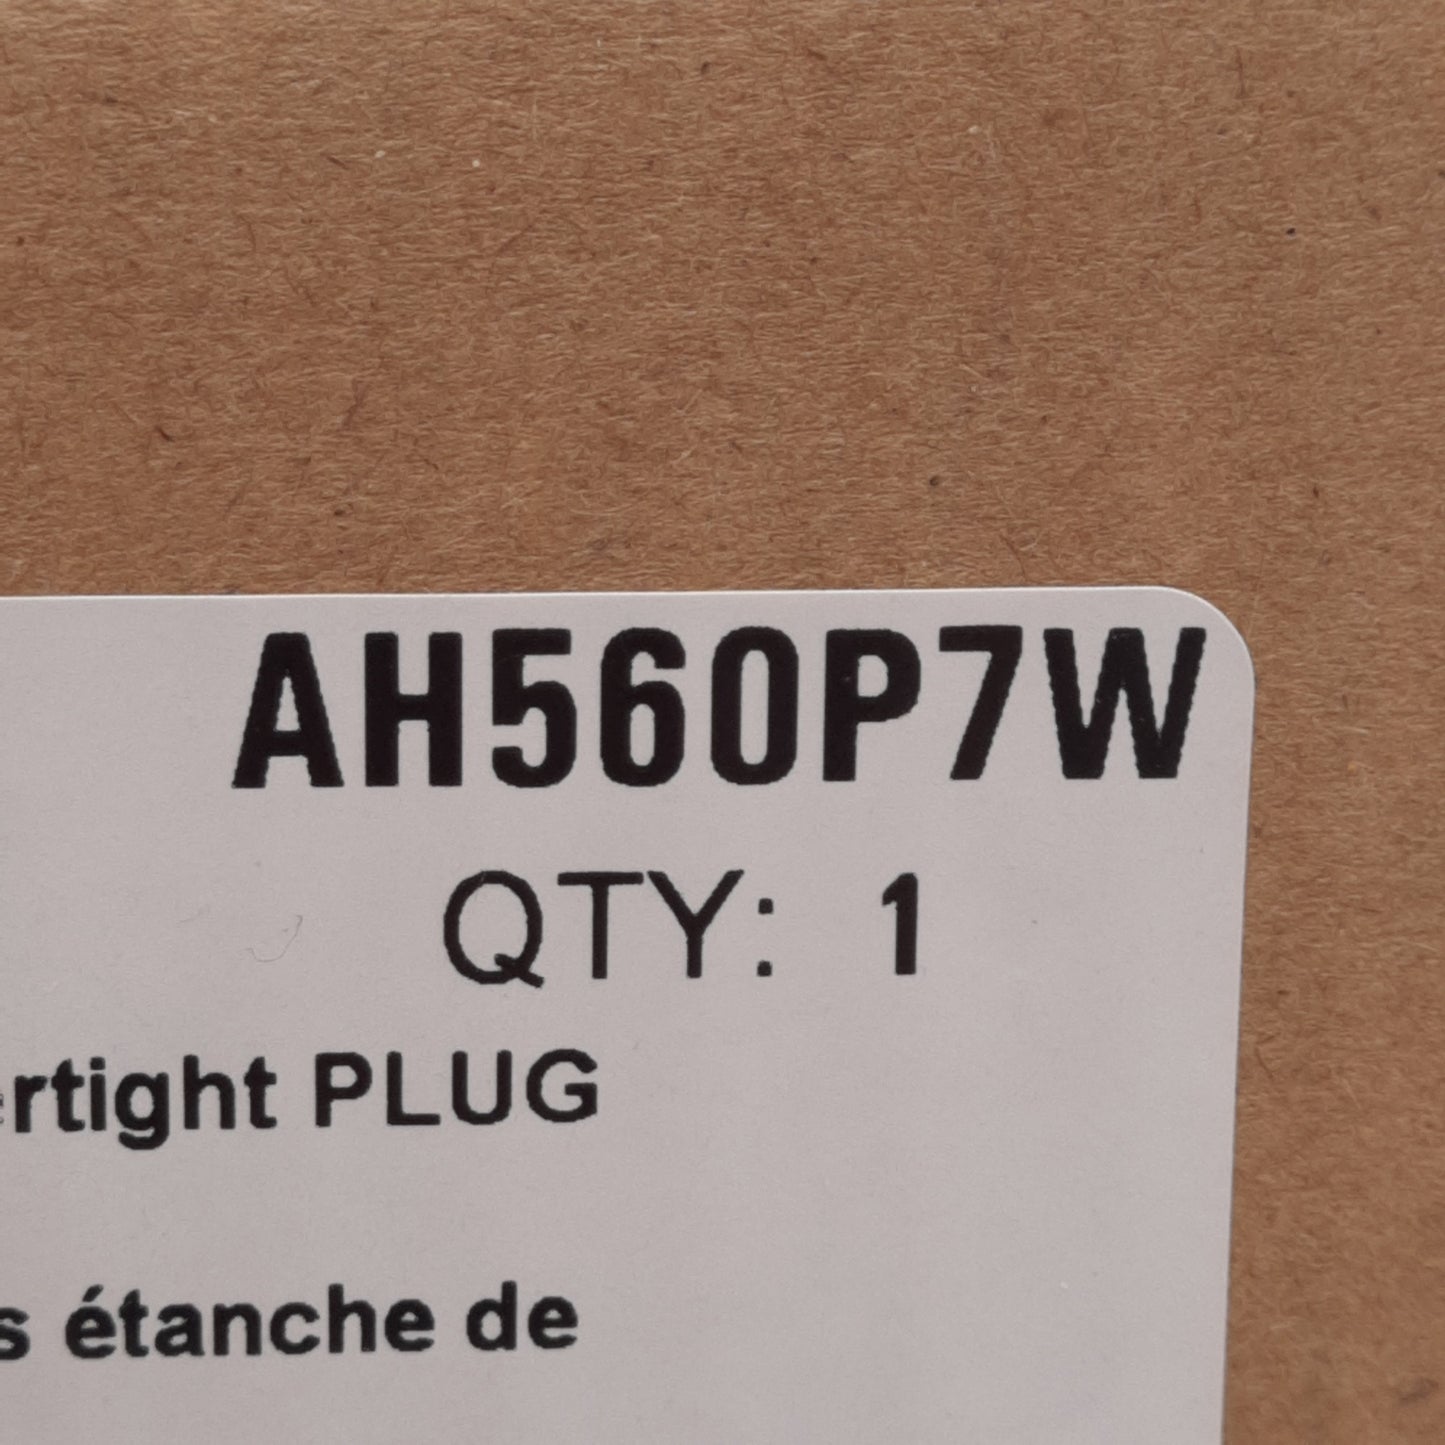 AH560P7W
QTY: 1
ertight PLUG
s étanche de